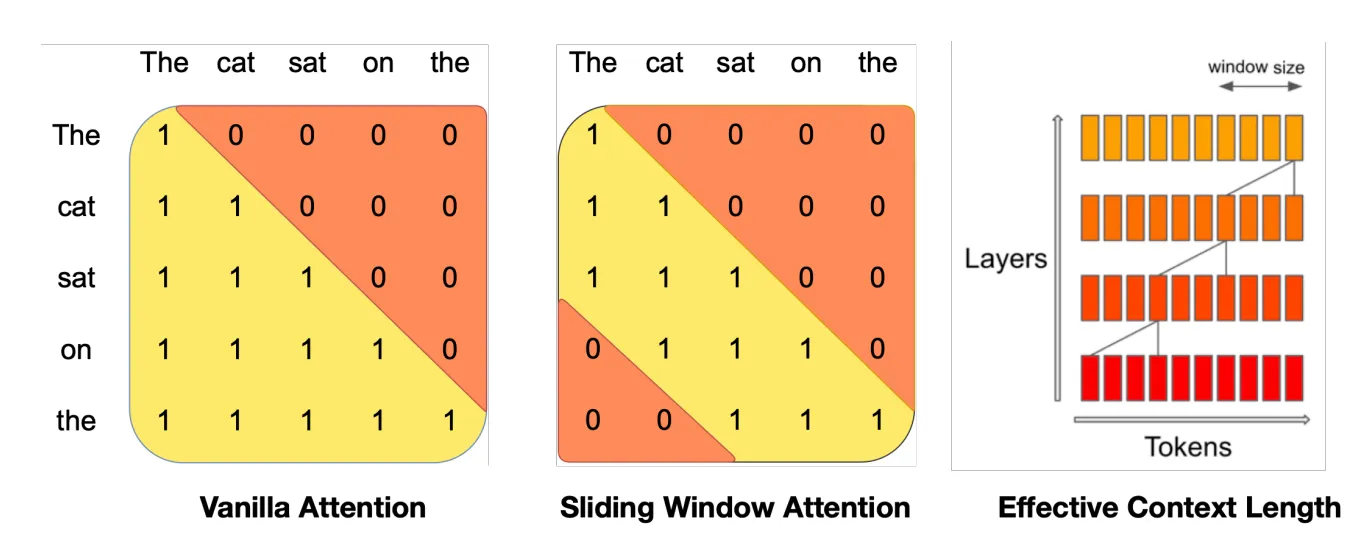 The cat sat on the
The 1 0 0 0 0
cat 1 1 0 0 0
sat 1 1 1 0 0
on 1 1 1 1 0
the 1 1 1 1 1
Vanilla Attention
The cat sat on the
1 0 0 0 0
1 1 0 0 0
1 1 1 0 0
0 1 1 1 0
0 0 1 1 1
Sliding Window Attention
window size
Layers
Tokens
Effective Context Length